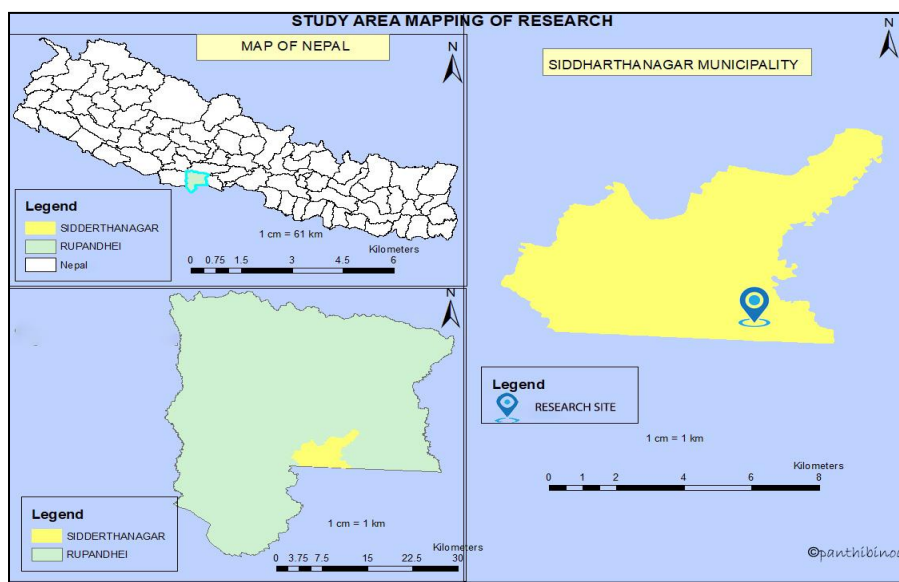 STUDY AREA MAPPING OF RESEARCH
MAP OF NEPAL
N
Legend
SIDDERTHANAGAR
RUPANDHEI
Nepal
1 cm = 61 km
Kilometers
0 0.75 1.5 3 4.5 6
N
Legend
SIDDERTHANAGAR
RUPANDHEI
1 cm = 1 km
Kilometers
0 3.75 7.5 15 22.5 30
N
SIDDHARTHANAGAR MUNICIPALITY
Legend
RESEARCH SITE
1 cm = 1 km
Kilometers
0 1 2 4 6 8